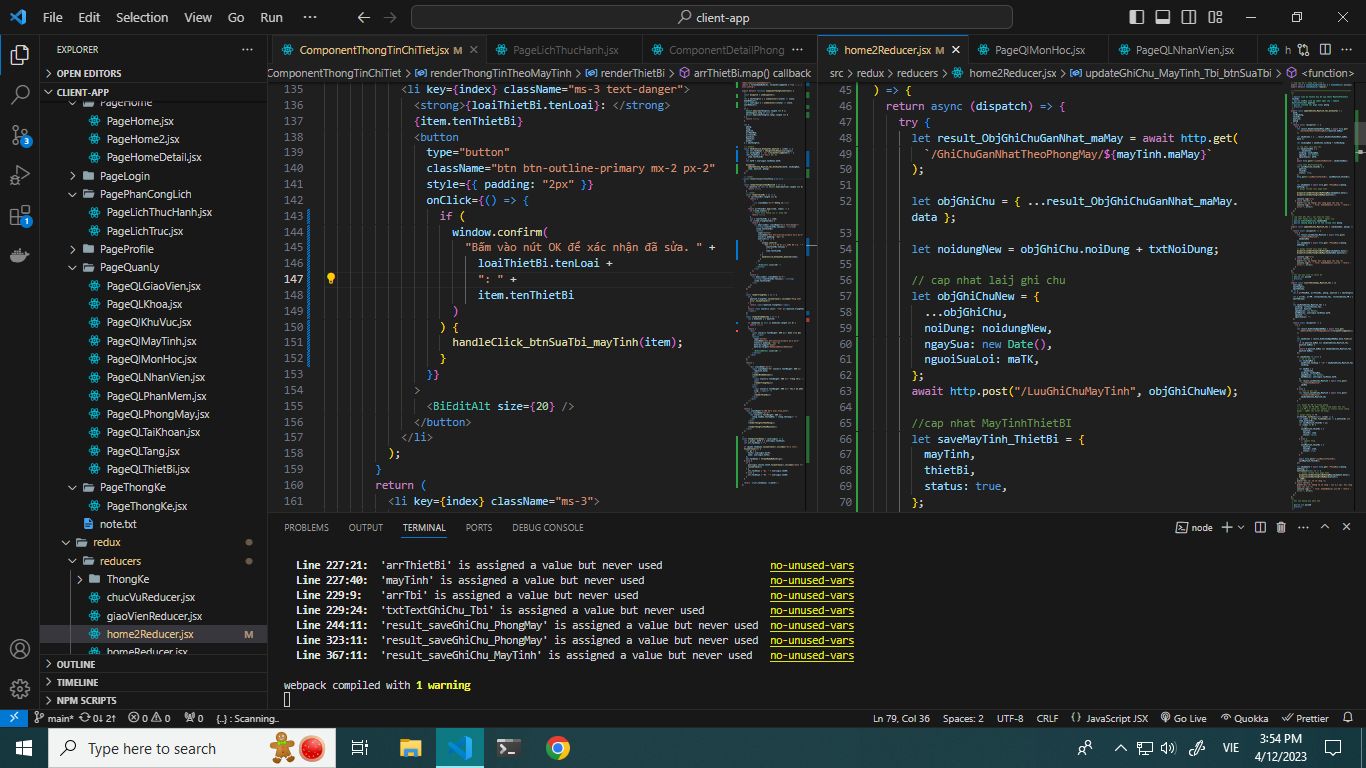 File Edit Selection View Go Run ··· client-app
EXPLORER
OPEN EDITORS
CLIENT-APP
PageHome
PageHome.jsx
PageHome2.jsx
PageHomeDetail.jsx
PageLogin
PagePhanCongLich
PageLichThucHanh.jsx
PageLichTruc.jsx
PageProfile
PageQuanLy
PageQLGiaoVien.jsx
PageQLKhoa.jsx
PageQlKhuVuc.jsx
PageQlMayTinh.jsx
PageQlMonHoc.jsx
PageQLNhanVien.jsx
PageQLPhanMem.jsx
PageQLPhongMay.jsx
PageQLTaiKhoan.jsx
PageQLTang.jsx
PageQLThietBi.jsx
PageThongKe
PageThongKe.jsx
note.txt
redux
reducers
ThongKe
chucVuReducer.jsx
giaoVienReducer.jsx
home2Reducer.jsx M
homeReducer.jsx
OUTLINE
TIMELINE
NPM SCRIPTS
ComponentThongTinChiTiet.jsx M
PageLichThucHanh.jsx
ComponentDetailPhong
ComponentThongTinChiTiet > renderThongTinTheoMayTinh > renderThietBi > arrThietBi.map() callback
135 <li key={index} className="ms-3 text-danger">
136 <strong>{loaiThietBi.tenLoai}: </strong>
137 {item.tenThietBi}
138 <button
139 type="button"
140 className="btn btn-outline-primary mx-2 px-2"
141 style={{ padding: "2px" }}
142 onClick={() => {
143 if (
144 window.confirm(
145 "Bấm vào nút OK để xác nhận đã sửa. " +
146 loaiThietBi.tenLoai +
147 ": " +
148 item.tenThietBi
149 )
150 ) {
151 handleClick_btnSuaTbi_mayTinh(item);
152 }
153 }}
154 >
155 <BiEditAlt size={20} />
156 </button>
157 </li>
158 );
159 }
160 return (
161 <li key={index} className="ms-3">
home2Reducer.jsx M
PageQlMonHoc.jsx
PageQLNhanVien.jsx
src > redux > reducers > home2Reducer.jsx > updateGhiChu_MayTinh_Tbi_btnSuaTbi > <function>
45 ) => {
46 return async (dispatch) => {
47 try {
48 let result_ObjGhiChuGanNhat_maMay = await http.get(
49 `/GhiChuGanNhatTheoPhongMay/${mayTinh.maMay}`
50 );
51
52 let objGhiChu = { ...result_ObjGhiChuGanNhat_maMay.
data };
53
54 let noidungNew = objGhiChu.noiDung + txtNoiDung;
55
56 // cap nhat laij ghi chu
57 let objGhiChuNew = {
58 ...objGhiChu,
59 noiDung: noidungNew,
60 ngaySua: new Date(),
61 nguoiSuaLoi: maTK,
62 };
63 await http.post("/LuuGhiChuMayTinh", objGhiChuNew);
64
65 //cap nhat MayTinhThietBI
66 let saveMayTinh_ThietBi = {
67 mayTinh,
68 thietBi,
69 status: true,
70 };
PROBLEMS OUTPUT TERMINAL PORTS DEBUG CONSOLE node
Line 227:21: 'arrThietBi' is assigned a value but never used no-unused-vars
Line 227:40: 'mayTinh' is assigned a value but never used no-unused-vars
Line 229:9: 'arrTbi' is assigned a value but never used no-unused-vars
Line 229:24: 'txtTextGhiChu_Tbi' is assigned a value but never used no-unused-vars
Line 244:11: 'result_saveGhiChu_PhongMay' is assigned a value but never used no-unused-vars
Line 323:11: 'result_saveGhiChu_PhongMay' is assigned a value but never used no-unused-vars
Line 367:11: 'result_saveGhiChu_MayTinh' is assigned a value but never used no-unused-vars
webpack compiled with 1 warning
main* 0↓ 2↑ 0 0 0 {..} : Scanning.. Ln 79, Col 36 Spaces: 2 UTF-8 CRLF {} JavaScript JSX Go Live Quokka Prettier
Type here to search
VIE
3:54 PM
4/12/2023